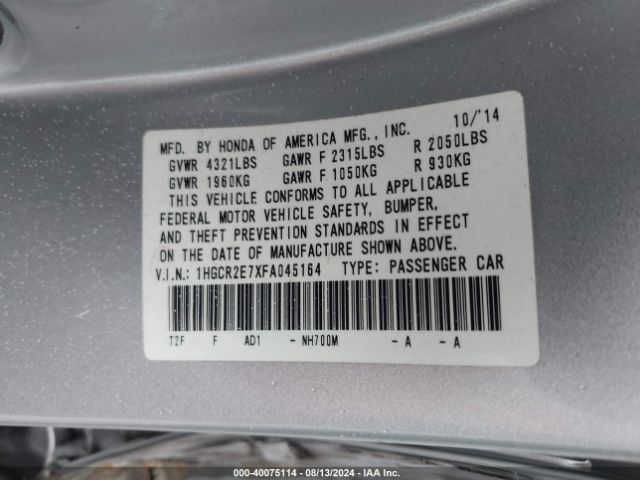 MFD. BY HONDA OF AMERICA MFG., INC. 10/'14
GVWR 4321LBS GAWR F 2315LBS R 2050LBS
GVWR 1960KG GAWR F 1050KG R 930KG
THIS VEHICLE CONFORMS TO ALL APPLICABLE
FEDERAL MOTOR VEHICLE SAFETY, BUMPER,
AND THEFT PREVENTION STANDARDS IN EFFECT
ON THE DATE OF MANUFACTURE SHOWN ABOVE.
V.I.N.: 1HGCR2E7XFA045164 TYPE: PASSENGER CAR
T2F F AD1 - NH700M - A - A
000-40075114 - 08/13/2024 - IAA Inc.